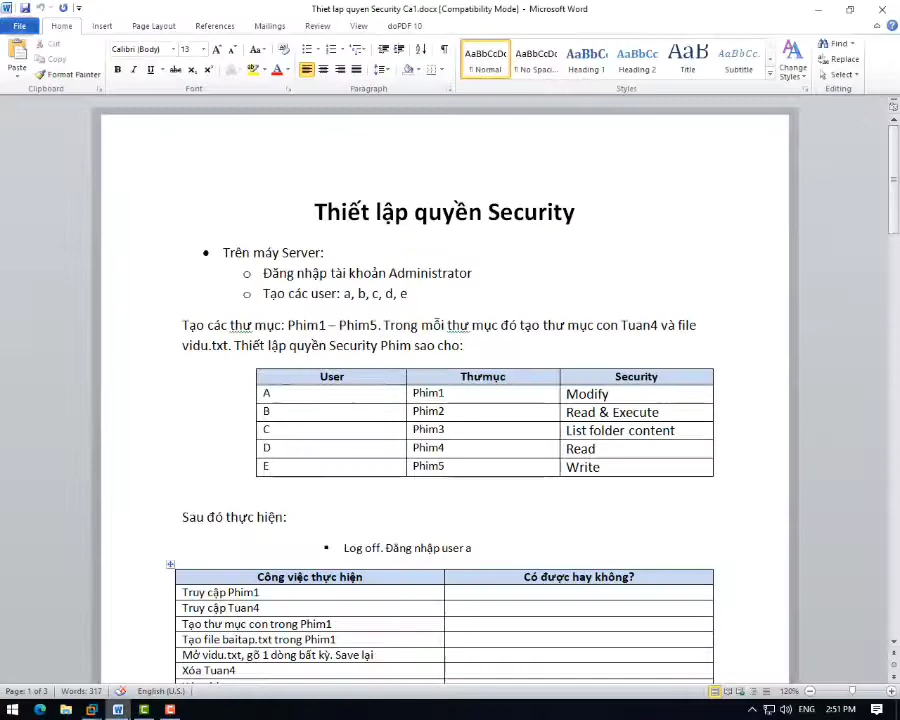 Thiet lap quyen Security Ca1.docx [Compatibility Mode] - Microsoft Word
File Home Insert Page Layout References Mailings Review View doPDF 10
Paste Cut Copy Format Painter
Calibri (Body) 13
AaBbCcDc AaBbCcDc AaBbCc AaBbCc AaB AaBbCc.
¶ Normal ¶ No Spaci... Heading 1 Heading 2 Title Subtitle
Change Styles
Find Replace Select
Clipboard Font Paragraph Styles Editing
Thiết lập quyền Security
• Trên máy Server:
o Đăng nhập tài khoản Administrator
o Tạo các user: a, b, c, d, e
Tạo các thư mục: Phim1 – Phim5. Trong mỗi thư mục đó tạo thư mục con Tuan4 và file
vidu.txt. Thiết lập quyền Security Phim sao cho:
User Thưmục Security
A Phim1 Modify
B Phim2 Read & Execute
C Phim3 List folder content
D Phim4 Read
E Phim5 Write
Sau đó thực hiện:
▪ Log off. Đăng nhập user a
Công việc thực hiện Có được hay không?
Truy cập Phim1
Truy cập Tuan4
Tạo thư mục con trong Phim1
Tạo file baitap.txt trong Phim1
Mở vidu.txt, gõ 1 dòng bất kỳ. Save lại
Xóa Tuan4
Page: 1 of 3 Words: 317 English (U.S.) 120%
ENG 2:51 PM